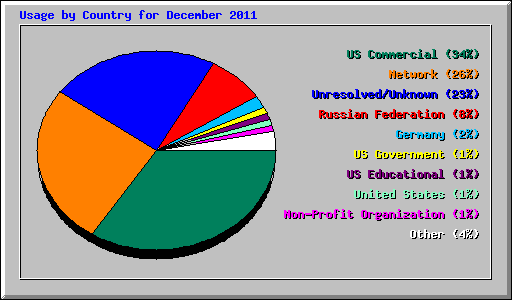 Usage by Country for December 2011
US Commercial (34%)
Network (26%)
Unresolved/Unknown (23%)
Russian Federation (8%)
Germany (2%)
US Government (1%)
US Educational (1%)
United States (1%)
Non-Profit Organization (1%)
Other (4%)